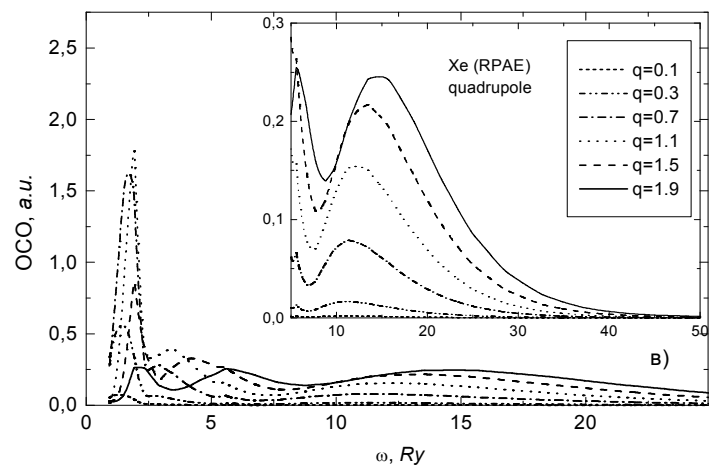 0,0
0,5
1,0
1,5
2,0
2,5
OCO, a.u.
0
5
10
15
20
ω, Ry
0,0
0,1
0,2
0,3
10
20
30
40
50
Xe (RPAE)
quadrupole
q=0.1
q=0.3
q=0.7
q=1.1
q=1.5
q=1.9
в)